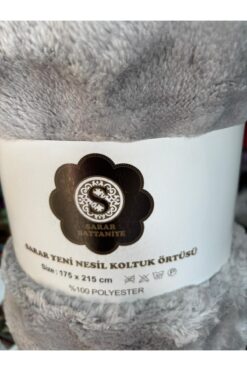 S
SARAR
BATTANİYE
SARAR YENİ NESİL KOLTUK ÖRTÜSÜ
Size : 175 x 215 cm
%100 POLYESTER